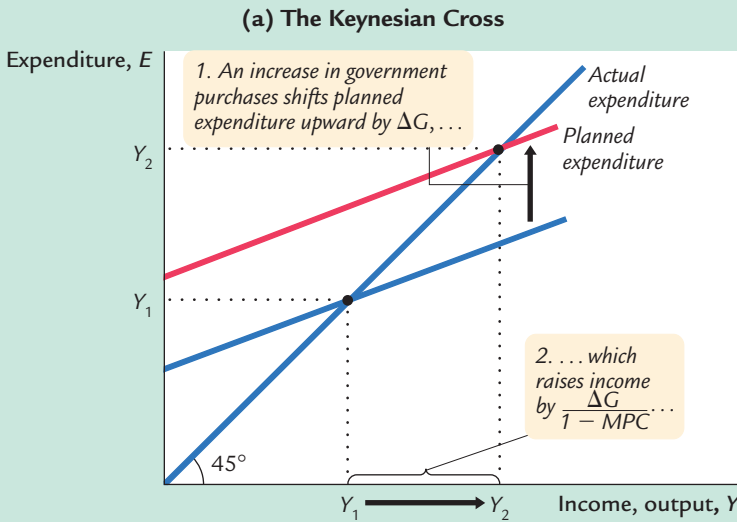 (a) The Keynesian Cross
Expenditure, E
1. An increase in government
purchases shifts planned
expenditure upward by ΔG, . . .
Actual
expenditure
Planned
expenditure
Y₂
Y₁
2. . . . which
raises income
by ΔG / 1 − MPC . . .
45°
Y₁
Y₂
Income, output, Y